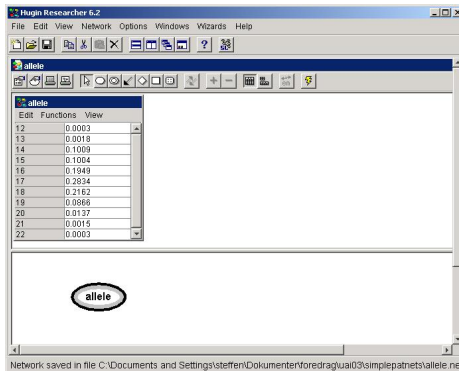 Hugin Researcher 6.2
File Edit View Network Options Windows Wizards Help
allele
allele
Edit Functions View
12 0.0003
13 0.0018
14 0.1009
15 0.1004
16 0.1949
17 0.2834
18 0.2162
19 0.0866
20 0.0137
21 0.0015
22 0.0003
allele
Network saved in file C:\Documents and Settings\steffen\Dokumenter\foredrag\uai03\simplepatnets\allele.ne